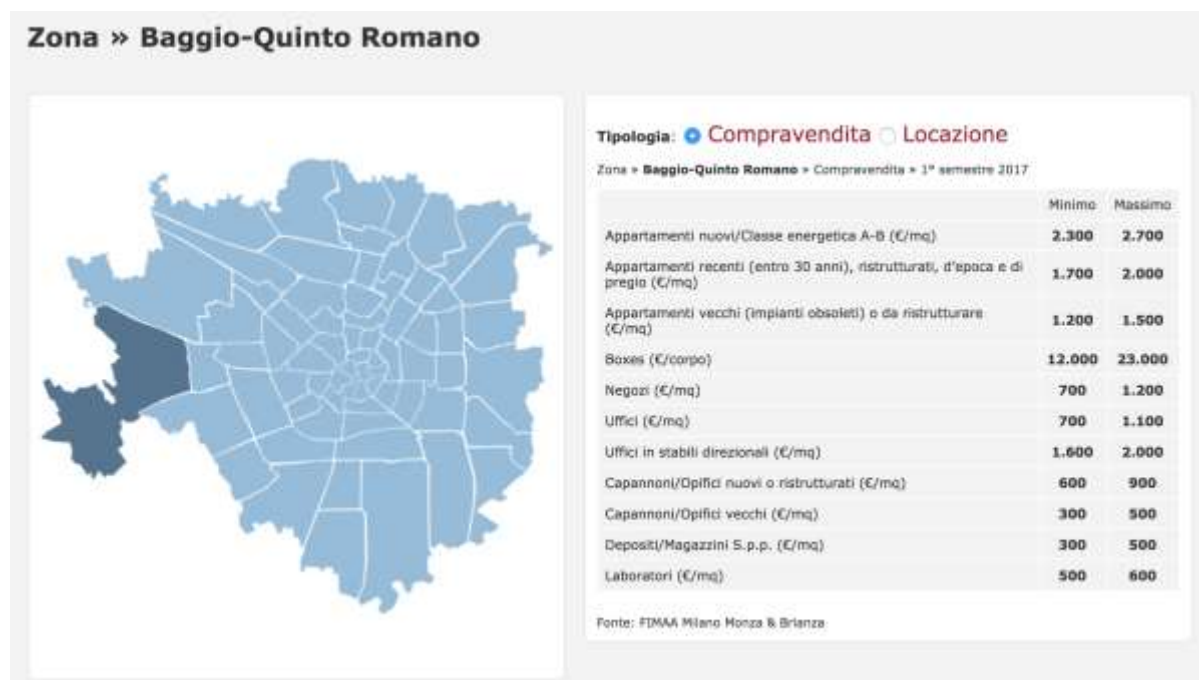 Zona » Baggio-Quinto Romano
Tipologia: Compravendita Locazione
Zona » Baggio-Quinto Romano » Compravendita » 1° semestre 2017
Minimo Massimo
Appartamenti nuovi/Classe energetica A-B (€/mq) 2.300 2.700
Appartamenti recenti (entro 30 anni), ristrutturati, d'epoca e di
pregio (€/mq) 1.700 2.000
Appartamenti vecchi (impianti obsoleti) o da ristrutturare
(€/mq) 1.200 1.500
Boxes (€/corpo) 12.000 23.000
Negozi (€/mq) 700 1.200
Uffici (€/mq) 700 1.100
Uffici in stabili direzionali (€/mq) 1.600 2.000
Capannoni/Opifici nuovi o ristrutturati (€/mq) 600 900
Capannoni/Opifici vecchi (€/mq) 300 500
Depositi/Magazzini S.p.p. (€/mq) 300 500
Laboratori (€/mq) 500 600
Fonte: FIMAA Milano Monza & Brianza